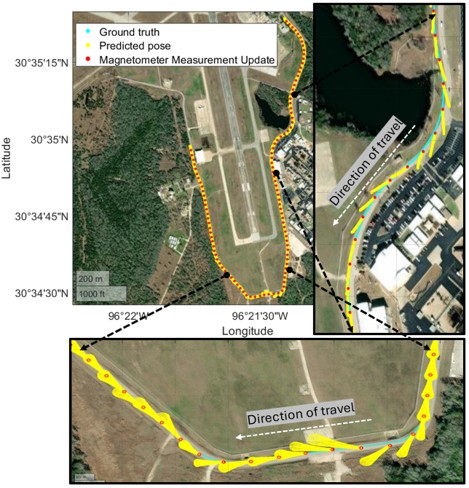 Ground truth
Predicted pose
Magnetometer Measurement Update
30°35'15"N
30°35'N
30°34'45"N
30°34'30"N
Latitude
200 m
1000 ft
96°22'W
96°21'30"W
Longitude
Direction of travel
Direction of travel